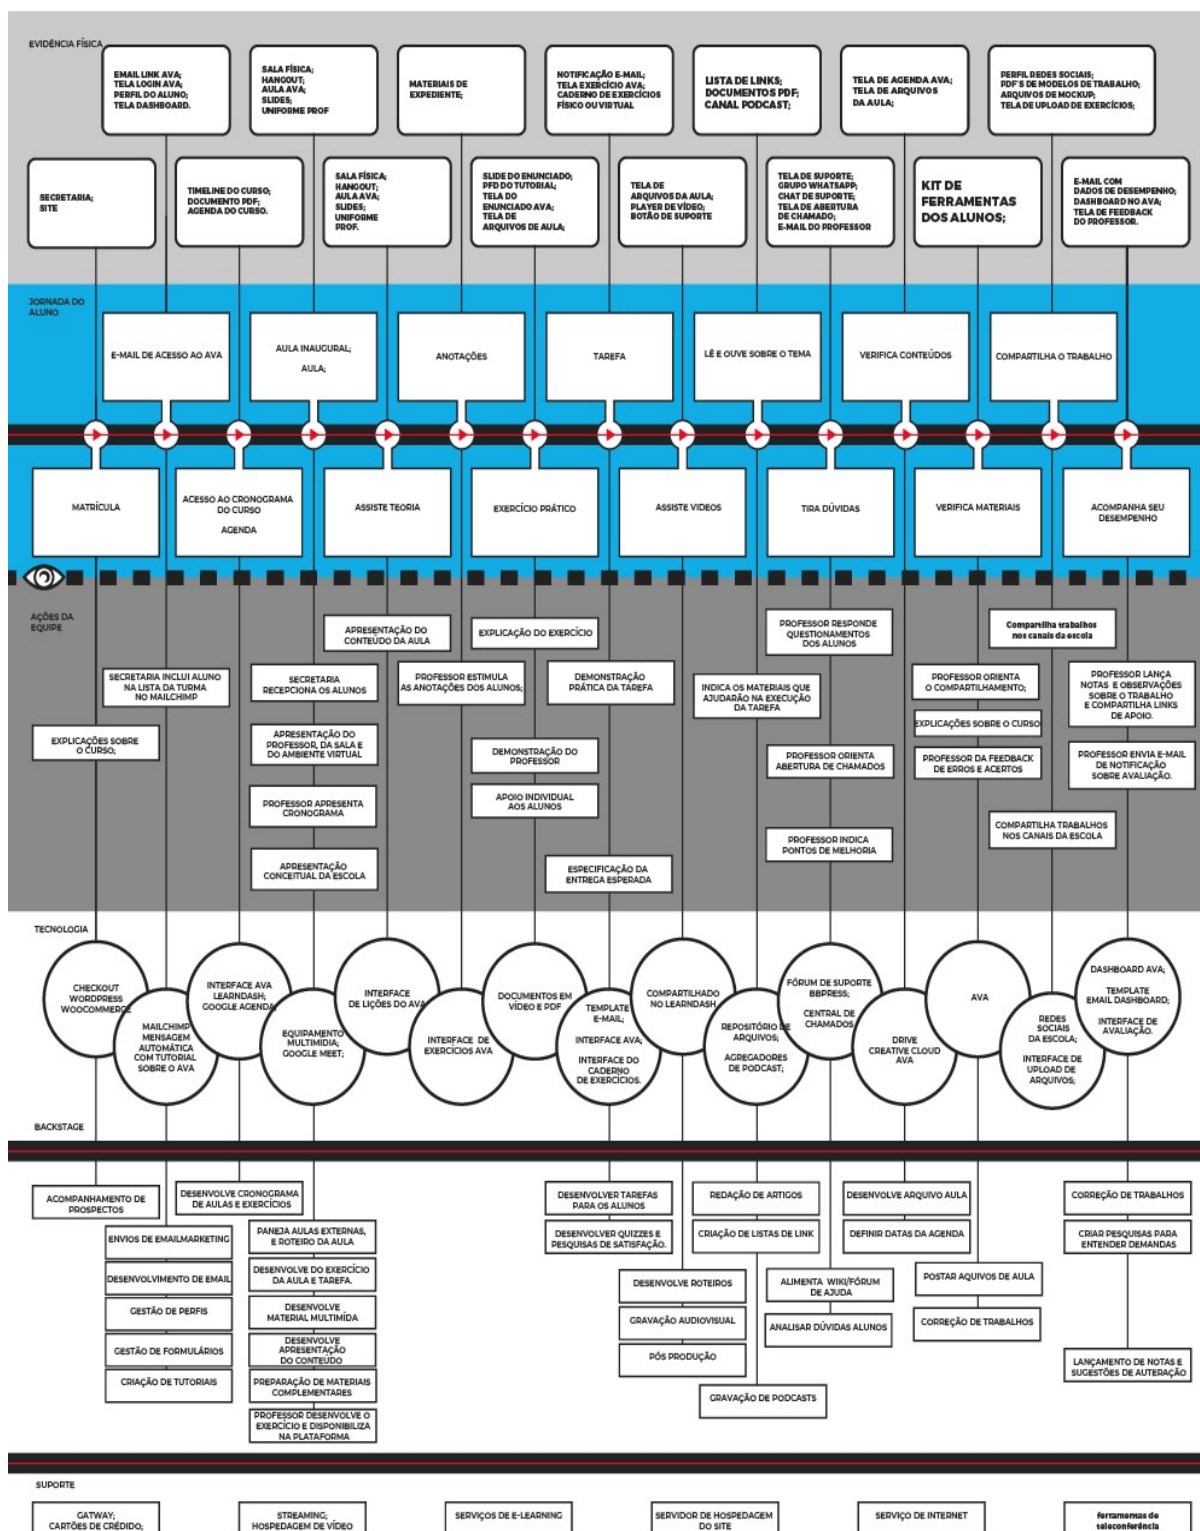 EVIDÊNCIA FÍSICA
EMAIL LINK AVA;
TELA LOGIN AVA;
PERFIL DO ALUNO;
TELA DASHBOARD.
SALA FÍSICA;
HANGOUT;
AULA AVA;
SLIDES;
UNIFORME PROF
MATERIAIS DE
EXPEDIENTE;
NOTIFICAÇÃO E-MAIL;
TELA EXERCÍCIO AVA;
CADERNO DE EXERCÍCIOS
FÍSICO OU VIRTUAL
LISTA DE LINKS;
DOCUMENTOS PDF;
CANAL PODCAST;
TELA DE AGENDA AVA;
TELA DE ARQUIVOS
DA AULA;
PERFIL REDES SOCIAIS;
PDF'S DE MODELOS DE TRABALHO;
ARQUIVOS DE MOCKUP;
TELA DE UPLOAD DE EXERCÍCIOS;
SECRETARIA;
SITE
TIMELINE DO CURSO;
DOCUMENTO PDF;
AGENDA DO CURSO.
SALA FÍSICA;
HANGOUT;
AULA AVA;
SLIDES;
UNIFORME
PROF.
SLIDE DO ENUNCIADO;
PFD DO TUTORIAL;
TELA DO
ENUNCIADO AVA;
TELA DE
ARQUIVOS DE AULA;
TELA DE
ARQUIVOS DA AULA;
PLAYER DE VÍDEO;
BOTÃO DE SUPORTE
TELA DE SUPORTE;
GRUPO WHATSAPP;
CHAT DE SUPORTE;
TELA DE ABERTURA
DE CHAMADO;
E-MAIL DO PROFESSOR
KIT DE
FERRAMENTAS
DOS ALUNOS;
E-MAIL COM
DADOS DE DESEMPENHO;
DASHBOARD NO AVA;
TELA DE FEEDBACK
DO PROFESSOR.
JORNADA DO
ALUNO
E-MAIL DE ACESSO AO AVA
AULA INAUGURAL;
AULA;
ANOTAÇÕES
TAREFA
LÊ E OUVE SOBRE O TEMA
VERIFICA CONTEÚDOS
COMPARTILHA O TRABALHO
MATRÍCULA
ACESSO AO CRONOGRAMA
DO CURSO
AGENDA
ASSISTE TEORIA
EXERCÍCIO PRÁTICO
ASSISTE VIDEOS
TIRA DÚVIDAS
VERIFICA MATERIAIS
ACOMPANHA SEU
DESEMPENHO
AÇÕES DA
EQUIPE
EXPLICAÇÕES SOBRE
O CURSO;
SECRETARIA INCLUI ALUNO
NA LISTA DA TURMA
NO MAILCHIMP
SECRETARIA
RECEPCIONA OS ALUNOS
APRESENTAÇÃO DO
PROFESSOR, DA SALA E
DO AMBIENTE VIRTUAL
PROFESSOR APRESENTA
CRONOGRAMA
APRESENTAÇÃO
CONCEITUAL DA ESCOLA
APRESENTAÇÃO DO
CONTEÚDO DA AULA
PROFESSOR ESTIMULA
AS ANOTAÇÕES DOS ALUNOS;
EXPLICAÇÃO DO EXERCÍCIO
DEMONSTRAÇÃO DO
PROFESSOR
APOIO INDIVIDUAL
AOS ALUNOS
DEMONSTRAÇÃO
PRÁTICA DA TAREFA
ESPECIFICAÇÃO DA
ENTREGA ESPERADA
INDICA OS MATERIAIS QUE
AJUDARÃO NA EXECUÇÃO
DA TAREFA
PROFESSOR RESPONDE
QUESTIONAMENTOS
DOS ALUNOS
PROFESSOR ORIENTA
ABERTURA DE CHAMADOS
PROFESSOR INDICA
PONTOS DE MELHORIA
PROFESSOR ORIENTA
O COMPARTILHAMENTO;
EXPLICAÇÕES SOBRE O CURSO
PROFESSOR DA FEEDBACK
DE ERROS E ACERTOS
Compartilha trabalhos
nos canais da escola
COMPARTILHA TRABALHOS
NOS CANAIS DA ESCOLA
PROFESSOR LANÇA
NOTAS E OBSERVAÇÕES
SOBRE O TRABALHO
E COMPARTILHA LINKS
DE APOIO.
PROFESSOR ENVIA E-MAIL
DE NOTIFICAÇÃO
SOBRE AVALIAÇÃO.
TECNOLOGIA
CHECKOUT
WORDPRESS
WOOCOMMERCE
MAILCHIMP
MENSAGEM
AUTOMÁTICA
COM TUTORIAL
SOBRE O AVA
INTERFACE AVA
LEARNDASH;
GOOGLE AGENDA;
EQUIPAMENTO
MULTIMIDIA;
GOOGLE MEET;
INTERFACE
DE LIÇÕES DO AVA
INTERFACE DE
EXERCÍCIOS AVA
DOCUMENTOS EM
VÍDEO E PDF
TEMPLATE
E-MAIL;
INTERFACE AVA;
INTERFACE DO
CADERNO
DE EXERCÍCIOS.
COMPARTILHADO
NO LEARNDASH
REPOSITÓRIO DE
ARQUIVOS;
AGREGADORES
DE PODCAST;
FÓRUM DE SUPORTE
BBPRESS;
CENTRAL DE
CHAMADOS
DRIVE
CREATIVE CLOUD
AVA
AVA
REDES
SOCIAIS
DA ESCOLA;
INTERFACE DE
UPLOAD DE
ARQUIVOS;
DASHBOARD AVA;
TEMPLATE
EMAIL DASHBOARD;
INTERFACE DE
AVALIAÇÃO.
BACKSTAGE
ACOMPANHAMENTO DE
PROSPECTOS
ENVIOS DE EMAILMARKETING
DESENVOLVIMENTO DE EMAIL
GESTÃO DE PERFIS
GESTÃO DE FORMULÁRIOS
CRIAÇÃO DE TUTORIAIS
DESENVOLVE CRONOGRAMA
DE AULAS E EXERCÍCIOS
PANEJA AULAS EXTERNAS,
E ROTEIRO DA AULA
DESENVOLVE DO EXERCÍCIO
DA AULA E TAREFA.
DESENVOLVE
MATERIAL MULTIMÍDA
DESENVOLVE
APRESENTAÇÃO
DO CONTEÚDO
PREPARAÇÃO DE MATERIAIS
COMPLEMENTARES
PROFESSOR DESENVOLVE O
EXERCÍCIO E DISPONIBILIZA
NA PLATAFORMA
DESENVOLVER TAREFAS
PARA OS ALUNOS
DESENVOLVER QUIZZES E
PESQUISAS DE SATISFAÇÃO.
DESENVOLVE ROTEIROS
GRAVAÇÃO AUDIOVISUAL
PÓS PRODUÇÃO
REDAÇÃO DE ARTIGOS
CRIAÇÃO DE LISTAS DE LINK
GRAVAÇÃO DE PODCASTS
ALIMENTA WIKI/FÓRUM
DE AJUDA
ANALISAR DÚVIDAS ALUNOS
DESENVOLVE ARQUIVO AULA
DEFINIR DATAS DA AGENDA
POSTAR AQUIVOS DE AULA
CORREÇÃO DE TRABALHOS
CORREÇÃO DE TRABALHOS
CRIAR PESQUISAS PARA
ENTENDER DEMANDAS
LANÇAMENTO DE NOTAS E
SUGESTÕES DE AUTERAÇÃO
SUPORTE
GATWAY;
CARTÕES DE CRÉDIDO;
STREAMING;
HOSPEDAGEM DE VÍDEO
SERVIÇOS DE E-LEARNING
SERVIDOR DE HOSPEDAGEM
DO SITE
SERVIÇO DE INTERNET
ferramemtas de
teleconferência